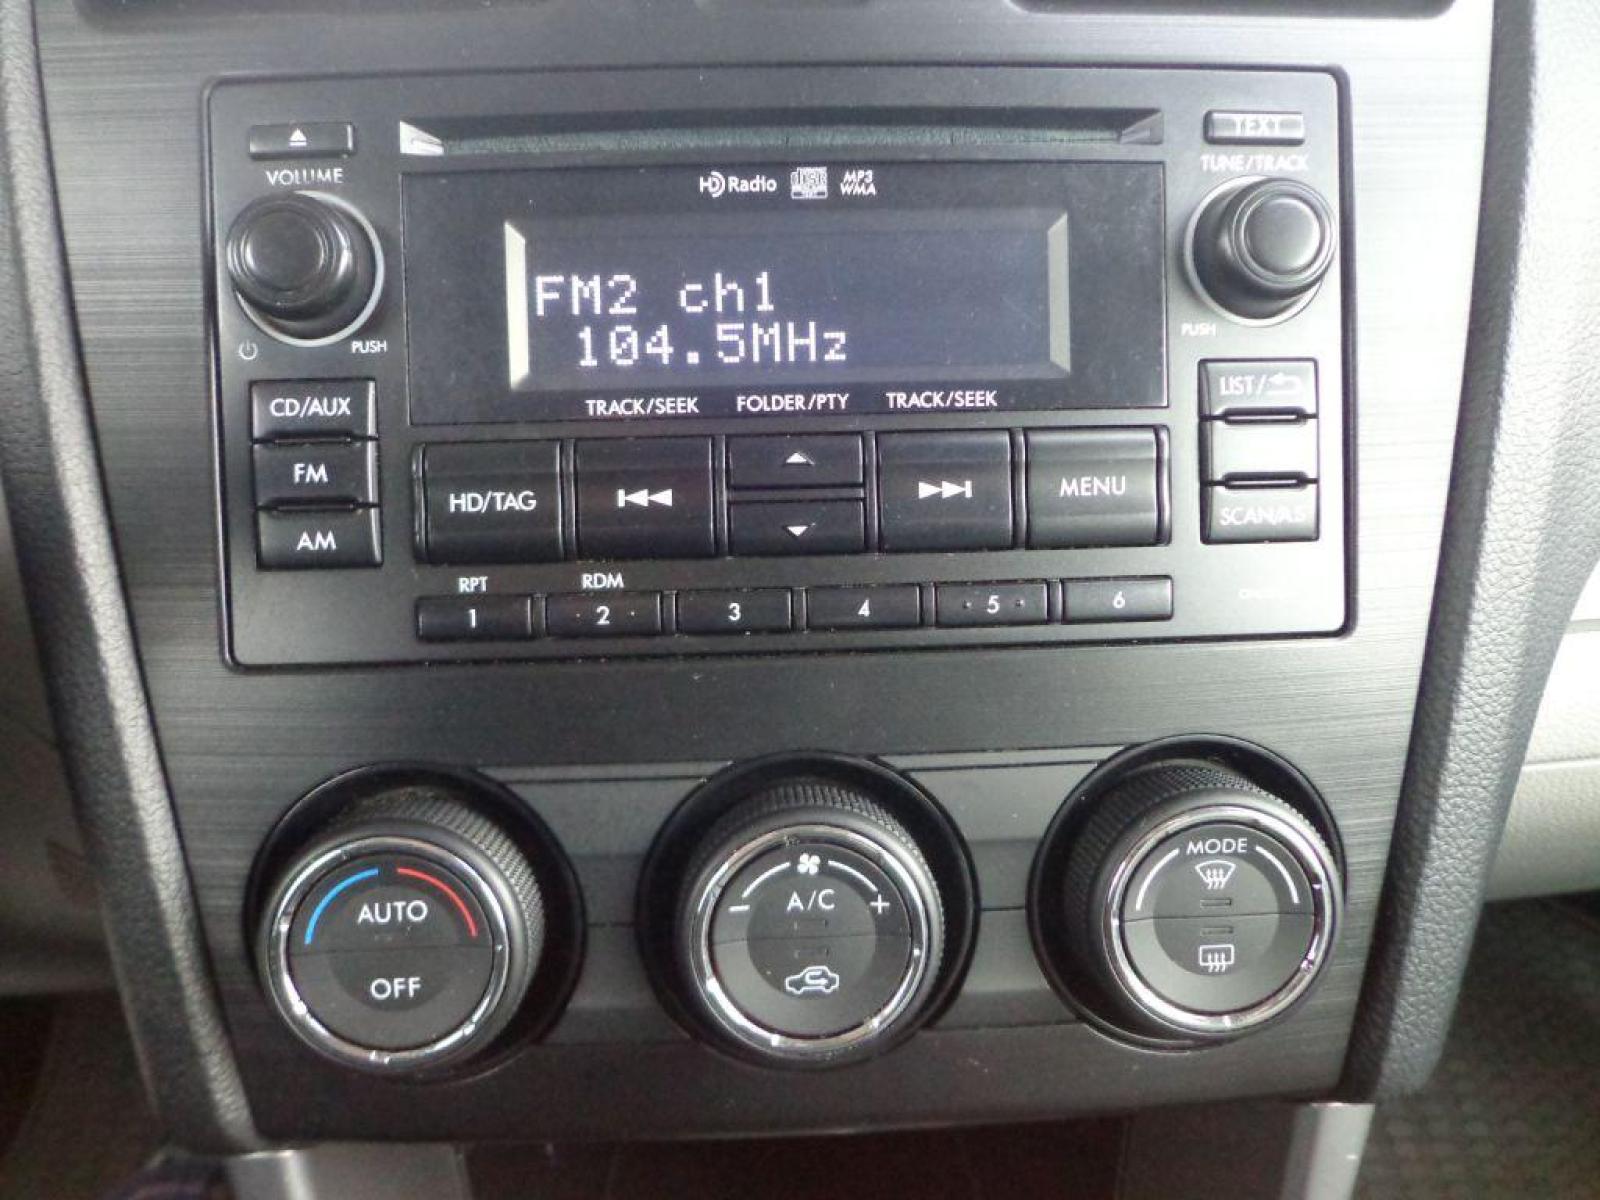 TEXT
VOLUME
TUNE/TRACK
HD Radio
disc
MP3
WMA
FM2 ch1
104.5MHz
PUSH
PUSH
TRACK/SEEK
FOLDER/PTY
TRACK/SEEK
CD/AUX
LIST/
FM
HD/TAG
MENU
AM
SCAN/AS
RPT
RDM
1
2
3
4
5
6
AUTO
OFF
- A/C +
MODE